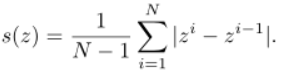 s(z) = \frac{1}{N-1} \sum_{i=1}^{N} |z^i - z^{i-1}|.